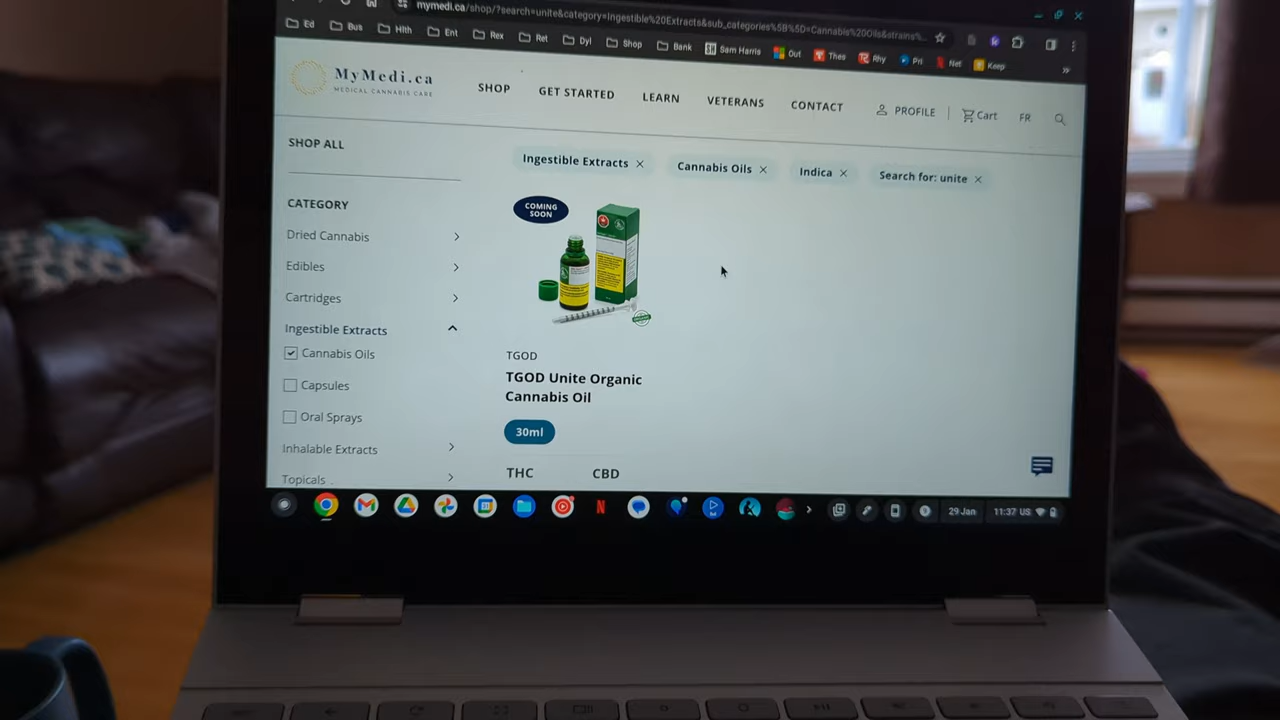 mymedi.ca/shop/?search=unite&category=Ingestible%20Extracts&sub_categories%5B%5D=Cannabis%20Oils&strains%...
Ed Bus Hlth Ent Rex Ret Dyl Shop Bank Sam Harris Out Thes Rhy Pri Net Keep »
MyMedi.ca
MEDICAL CANNABIS CARE
SHOP GET STARTED LEARN VETERANS CONTACT PROFILE Cart FR
SHOP ALL
Ingestible Extracts × Cannabis Oils × Indica × Search for: unite ×
CATEGORY
Dried Cannabis
Edibles
Cartridges
Ingestible Extracts
Cannabis Oils
Capsules
Oral Sprays
Inhalable Extracts
Topicals
COMING
SOON
TGOD
TGOD Unite Organic
Cannabis Oil
30ml
THC CBD
29 Jan 11:37 US